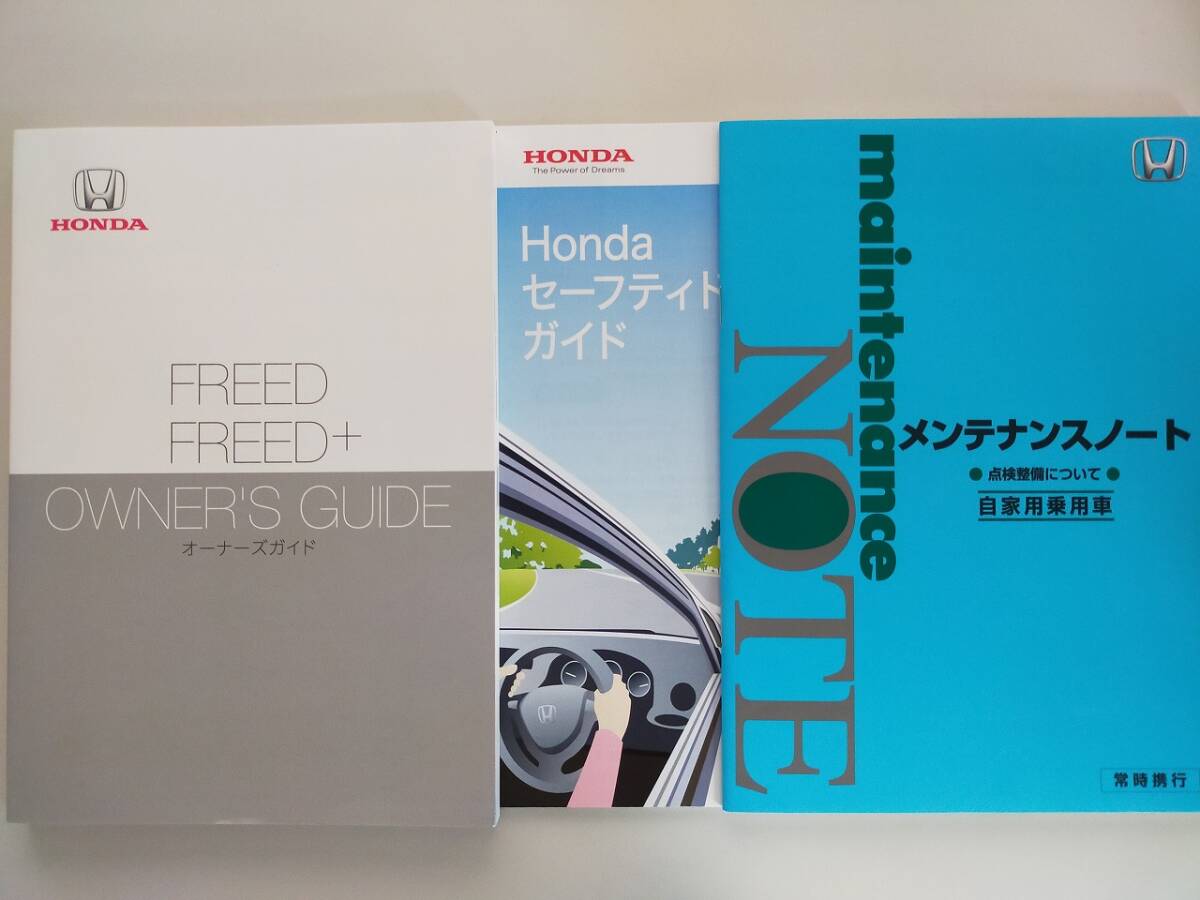 HONDA
FREED
FREED+
OWNER'S GUIDE
オーナーズガイド
HONDA
The Power of Dreams
Honda
セーフティド
ガイド
maintenance
NOTE
メンテナンスノート
● 点検整備について ●
自家用乗用車
常時携行